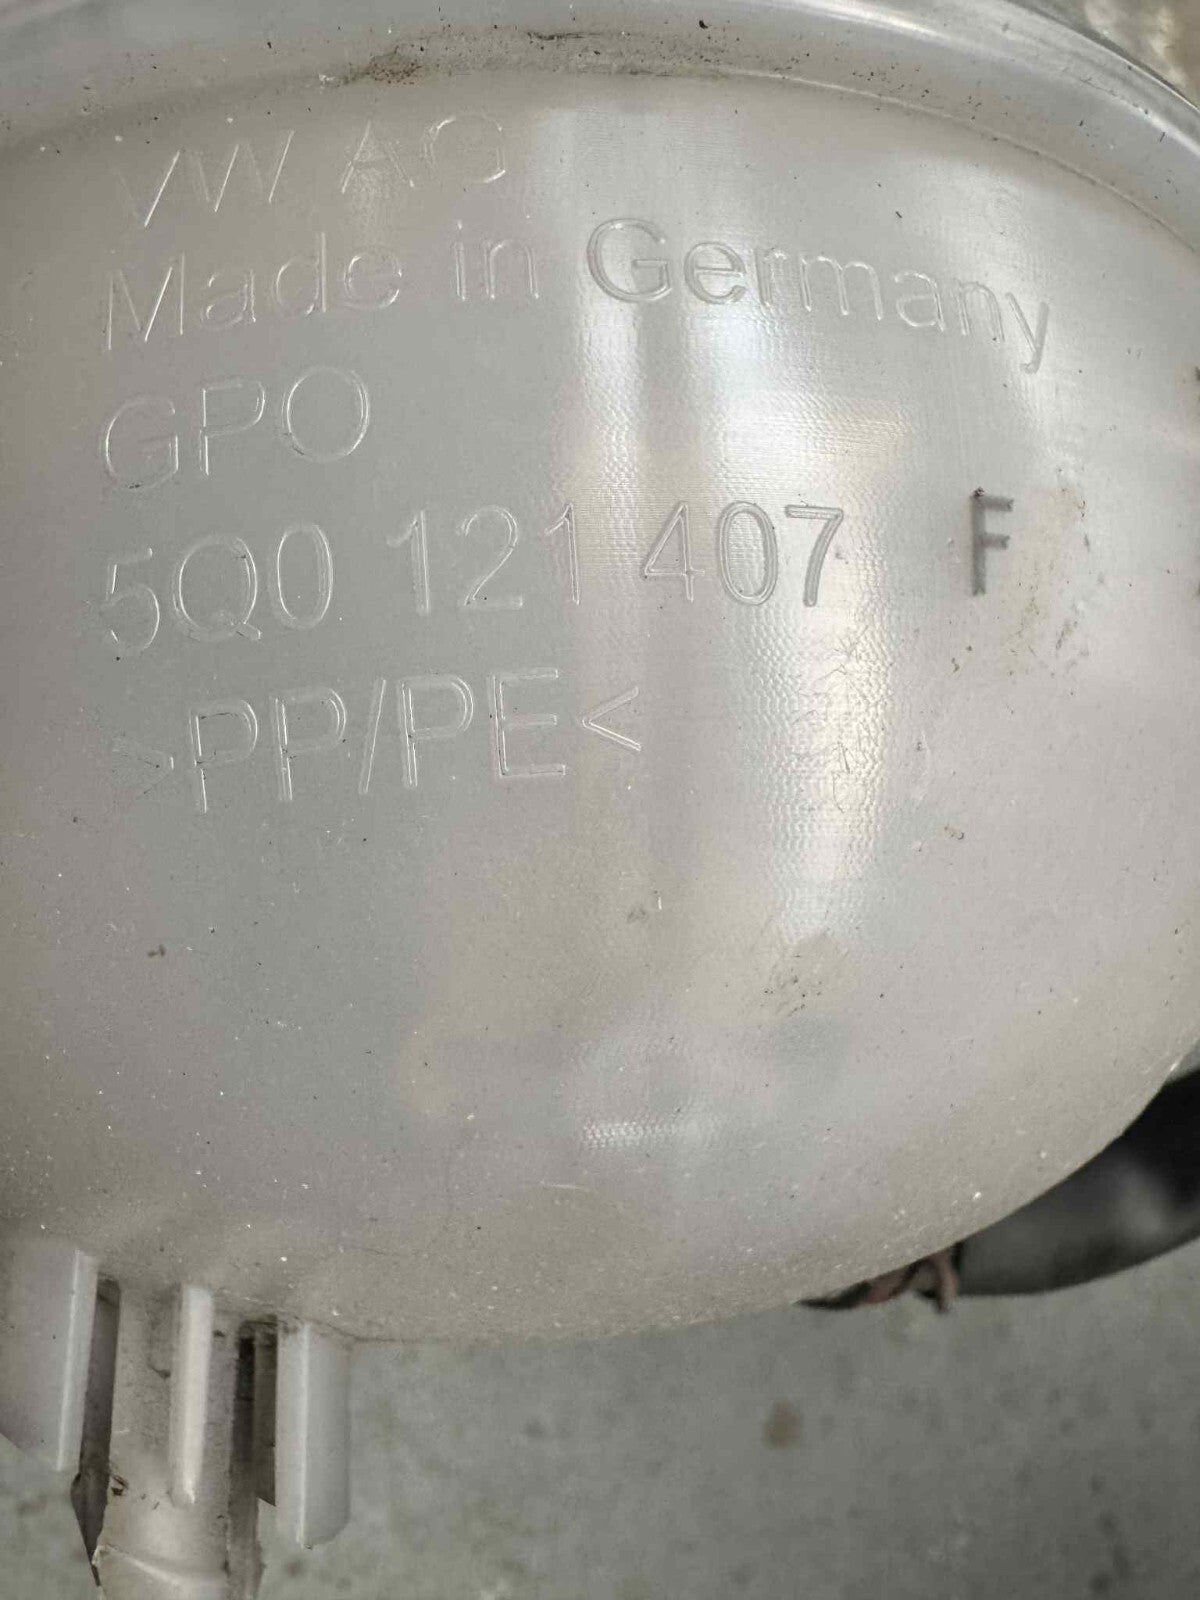 VW AG
Made in Germany
GPO
5Q0 121 407 F
>PP/PE<